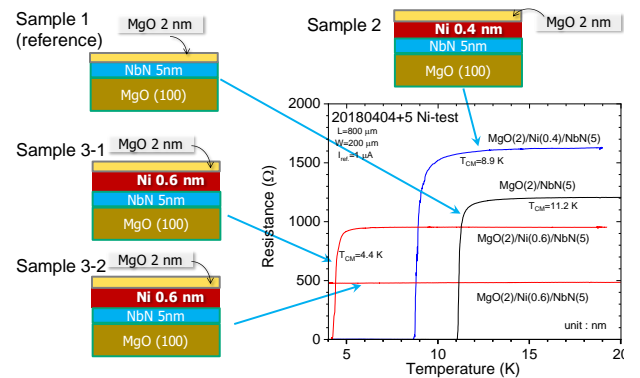 Sample 1
(reference)
MgO 2 nm
NbN 5nm
MgO (100)
Sample 2
MgO 2 nm
Ni 0.4 nm
NbN 5nm
MgO (100)
Sample 3-1
MgO 2 nm
Ni 0.6 nm
NbN 5nm
MgO (100)
Sample 3-2
MgO 2 nm
Ni 0.6 nm
NbN 5nm
MgO (100)
20180404+5 Ni-test
L=800 μm
W=200 μm
I ref.=1 μA
MgO(2)/Ni(0.4)/NbN(5)
TCM=8.9 K
MgO(2)/NbN(5)
TCM=11.2 K
MgO(2)/Ni(0.6)/NbN(5)
TCM=4.4 K
MgO(2)/Ni(0.6)/NbN(5)
unit : nm
Resistance (Ω)
2000
1500
1000
500
0
5 10 15 20
Temperature (K)